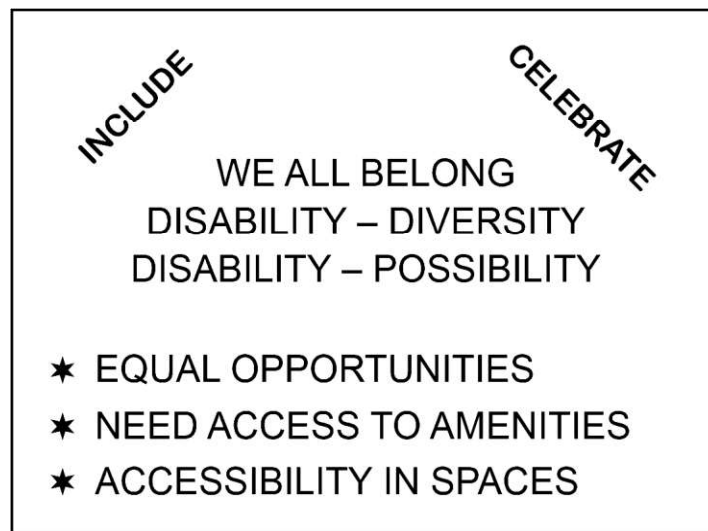 INCLUDE
CELEBRATE
WE ALL BELONG
DISABILITY – DIVERSITY
DISABILITY – POSSIBILITY
✶ EQUAL OPPORTUNITIES
✶ NEED ACCESS TO AMENITIES
✶ ACCESSIBILITY IN SPACES